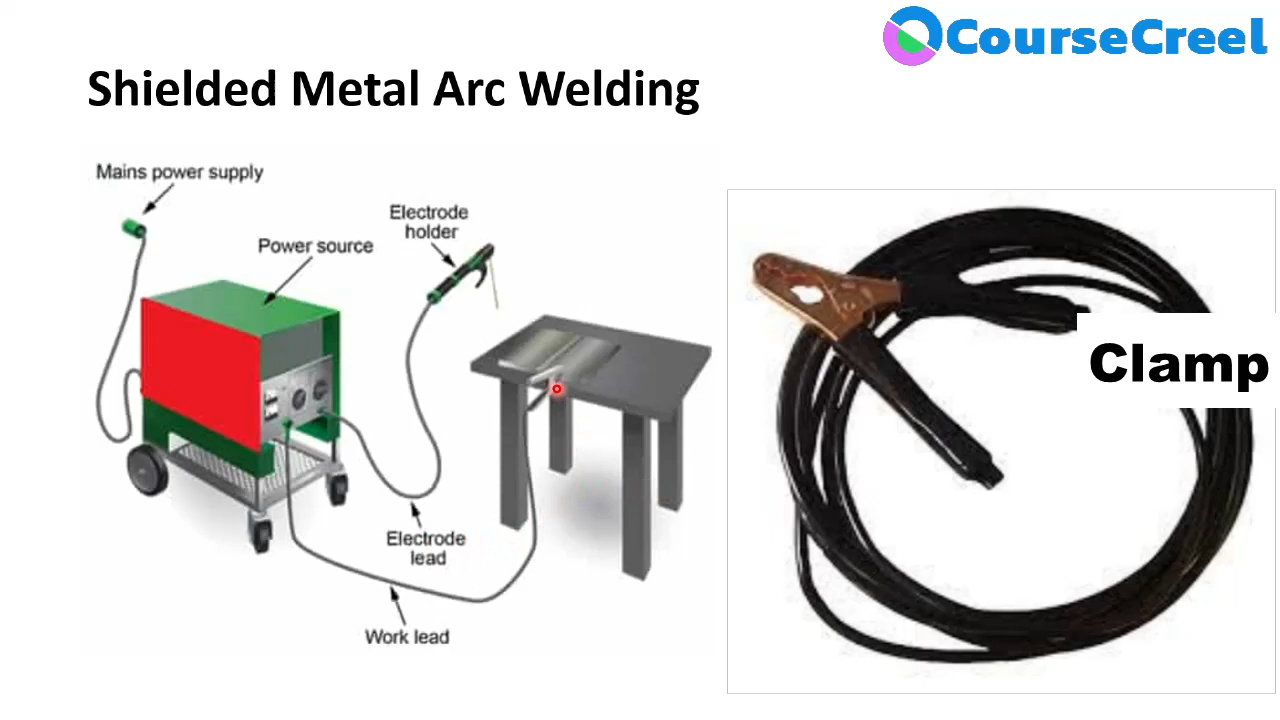 CourseCreel
Shielded Metal Arc Welding
Mains power supply
Electrode
holder
Power source
Clamp
Electrode
lead
Work lead